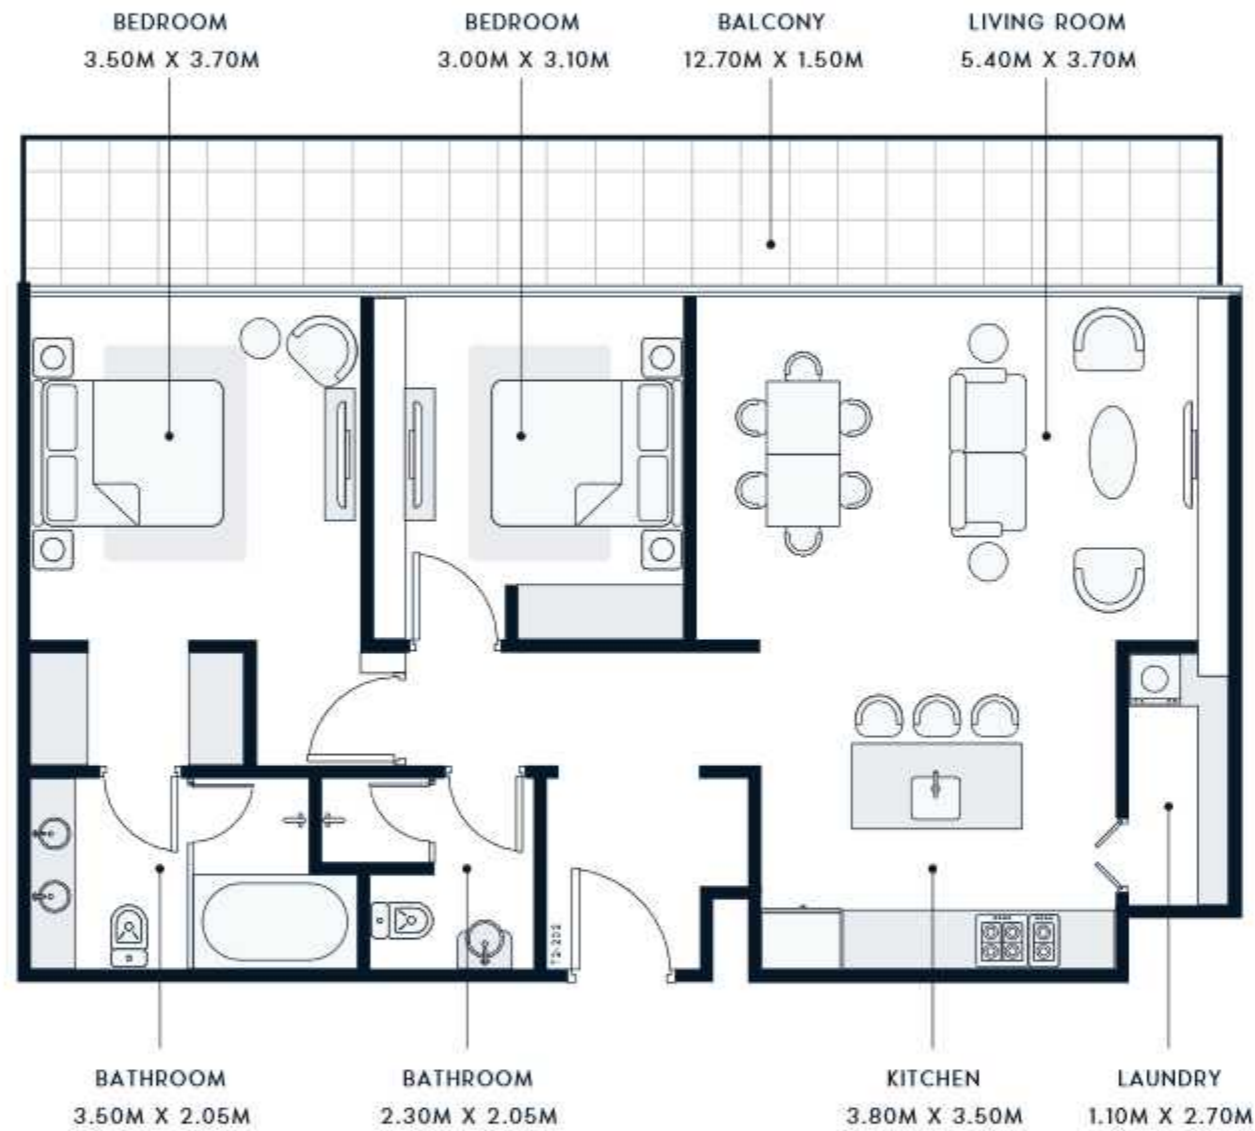 BEDROOM
3.50M X 3.70M
BEDROOM
3.00M X 3.10M
BALCONY
12.70M X 1.50M
LIVING ROOM
5.40M X 3.70M
T2-202
BATHROOM
3.50M X 2.05M
BATHROOM
2.30M X 2.05M
KITCHEN
3.80M X 3.50M
LAUNDRY
1.10M X 2.70M